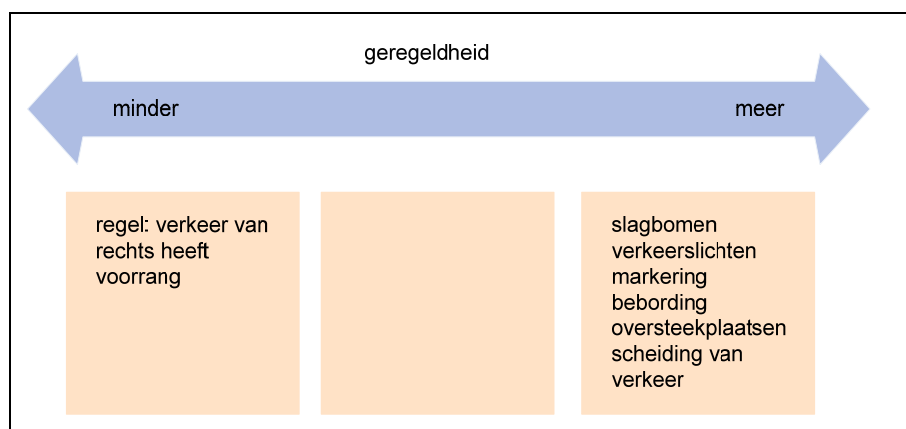 geregeldheid
minder
meer
regel: verkeer van
rechts heeft
voorrang
slagbomen
verkeerslichten
markering
bebording
oversteekplaatsen
scheiding van
verkeer